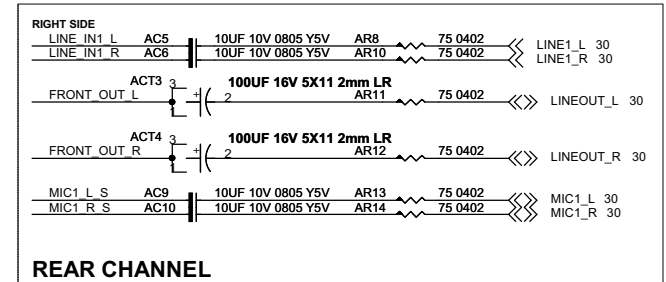 RIGHT SIDE
LINE_IN1_L AC5 10UF 10V 0805 Y5V AR8 75 0402 LINE1_L 30
LINE_IN1_R AC6 10UF 10V 0805 Y5V AR10 75 0402 LINE1_R 30
ACT3 3 100UF 16V 5X11 2mm LR
FRONT_OUT_L 1 + 2 AR11 75 0402 LINEOUT_L 30
ACT4 3 100UF 16V 5X11 2mm LR
FRONT_OUT_R 1 + 2 AR12 75 0402 LINEOUT_R 30
MIC1_L_S AC9 10UF 10V 0805 Y5V AR13 75 0402 MIC1_L 30
MIC1_R_S AC10 10UF 10V 0805 Y5V AR14 75 0402 MIC1_R 30
REAR CHANNEL